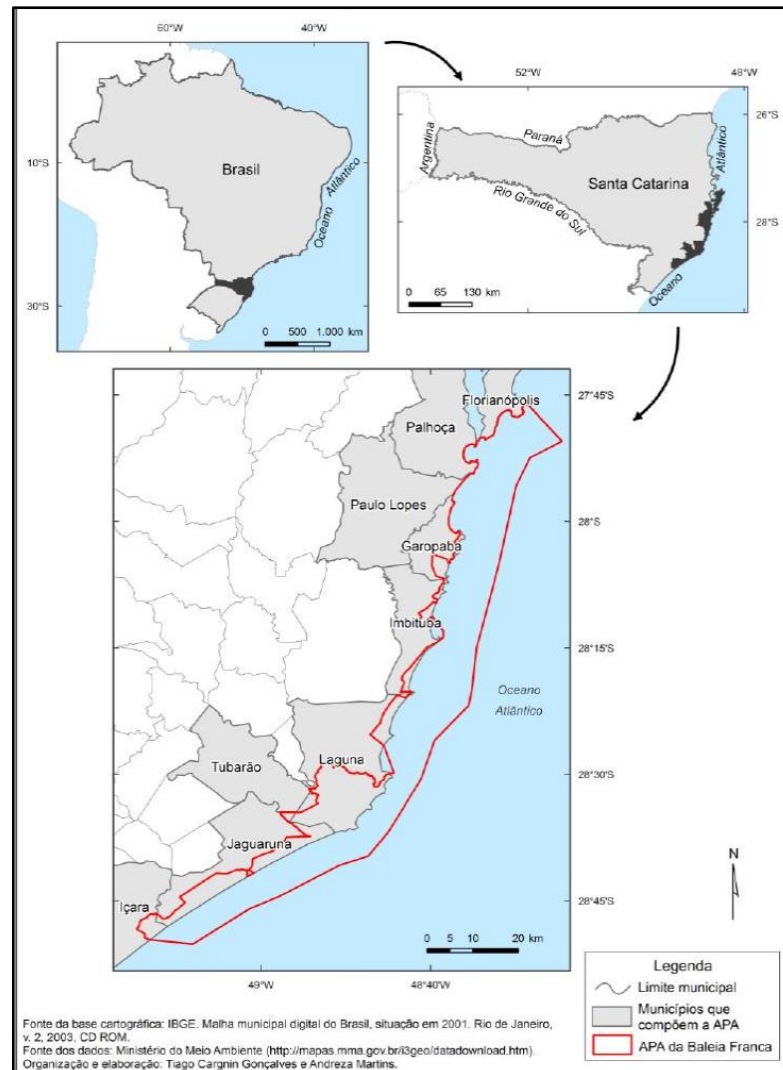 60°W
40°W
10°S
30°S
Brasil
Oceano
Atlântico
0 500 1.000 km
52°W
48°W
26°S
28°S
Argentina
Paraná
Santa Catarina
Rio Grande do Sul
Atlântico
Oceano
0 65 130 km
27°45'S
28°S
28°15'S
28°30'S
28°45'S
Florianópolis
Palhoça
Paulo Lopes
Garopaba
Imbituba
Oceano
Atlântico
Laguna
Tubarão
Jaguaruna
Içara
0 5 10 20 km
49°W
48°40'W
N
Legenda
Limite municipal
Municípios que
compõem a APA
APA da Baleia Franca
Fonte da base cartográfica: IBGE. Malha municipal digital do Brasil, situação em 2001. Rio de Janeiro,
v. 2, 2003. CD ROM.
Fonte dos dados: Ministério do Meio Ambiente (http://mapas.mma.gov.br/i3geo/datadownload.htm).
Organização e elaboração: Tiago Cargnin Gonçalves e Andreza Martins.